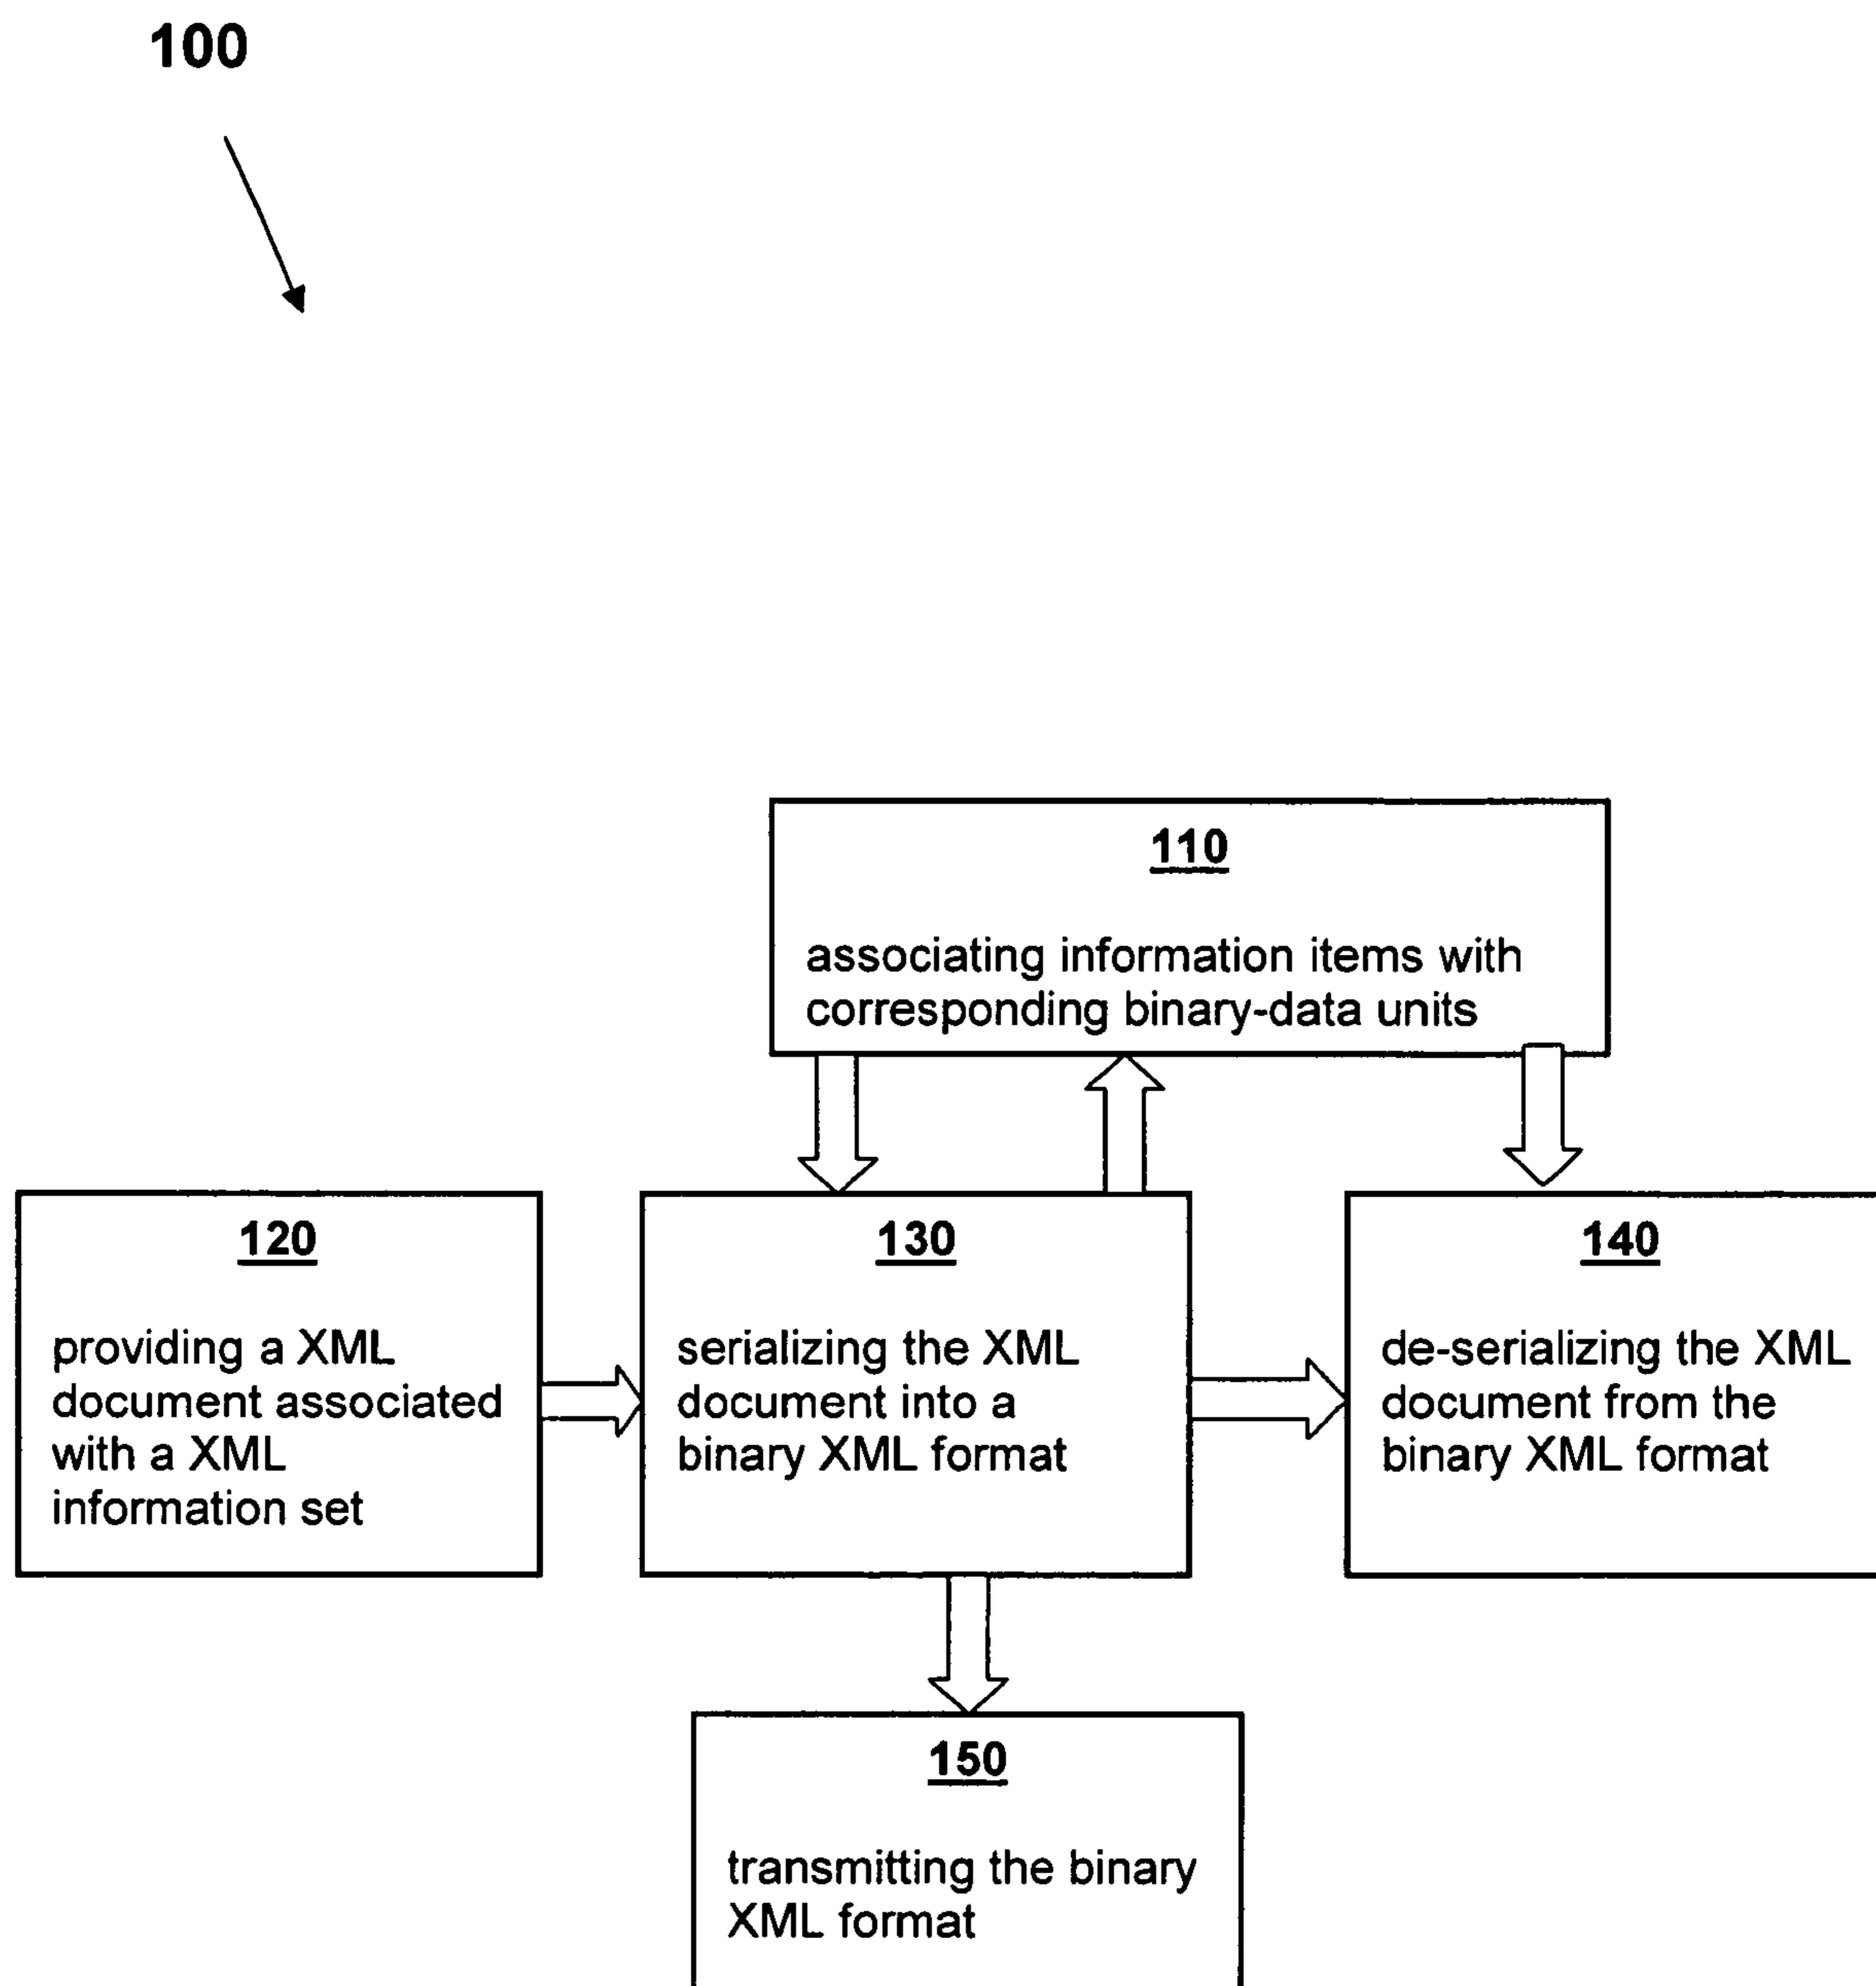 100
110
associating information items with
corresponding binary-data units
120
providing a XML
document associated
with a XML
information set
130
serializing the XML
document into a
binary XML format
140
de-serializing the XML
document from the
binary XML format
150
transmitting the binary
XML format